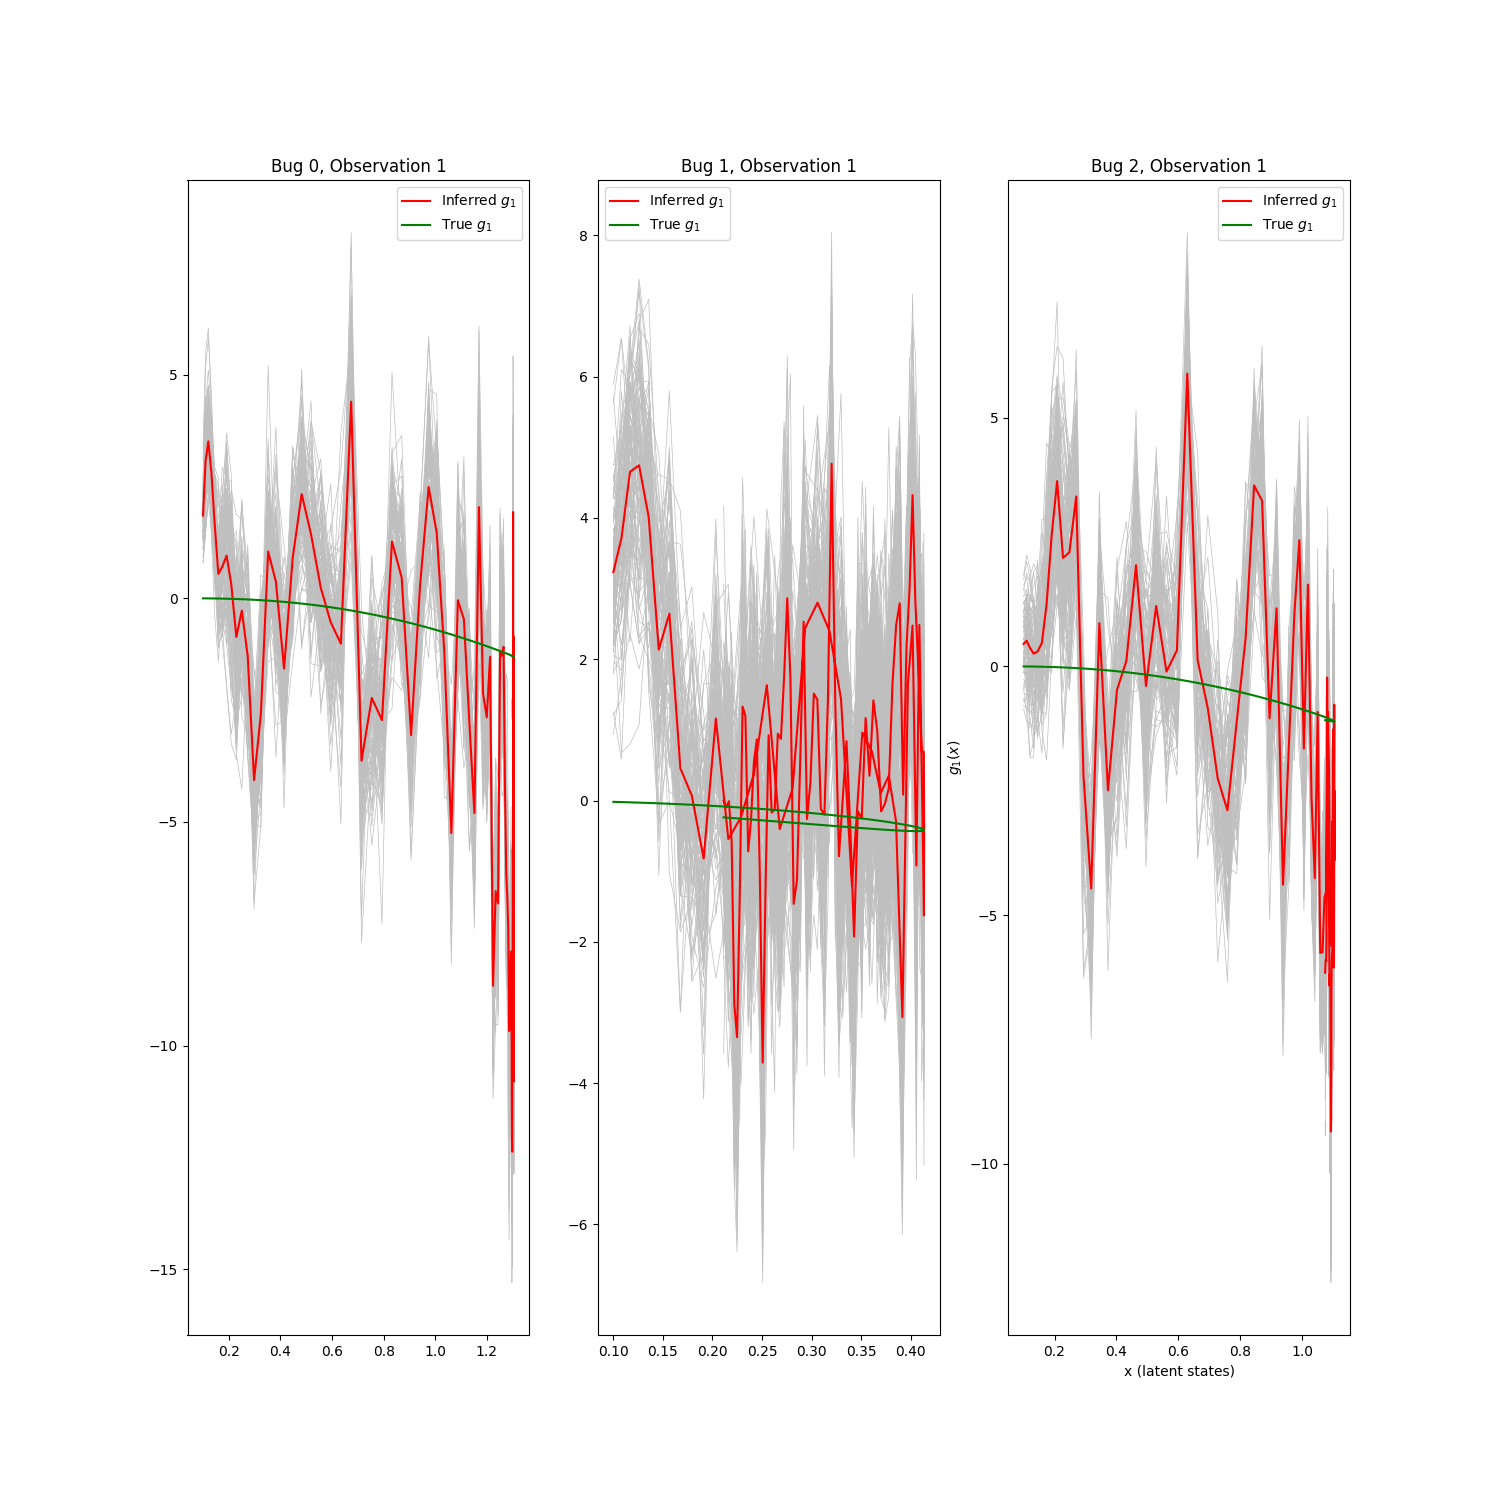 Bug 0, Observation 1
Inferred g₁
True g₁
5
0
−5
−10
−15
0.2 0.4 0.6 0.8 1.0 1.2
Bug 1, Observation 1
Inferred g₁
True g₁
8
6
4
2
0
−2
−4
−6
0.10 0.15 0.20 0.25 0.30 0.35 0.40
Bug 2, Observation 1
Inferred g₁
True g₁
g₁(x)
5
0
−5
−10
0.2 0.4 0.6 0.8 1.0
x (latent states)